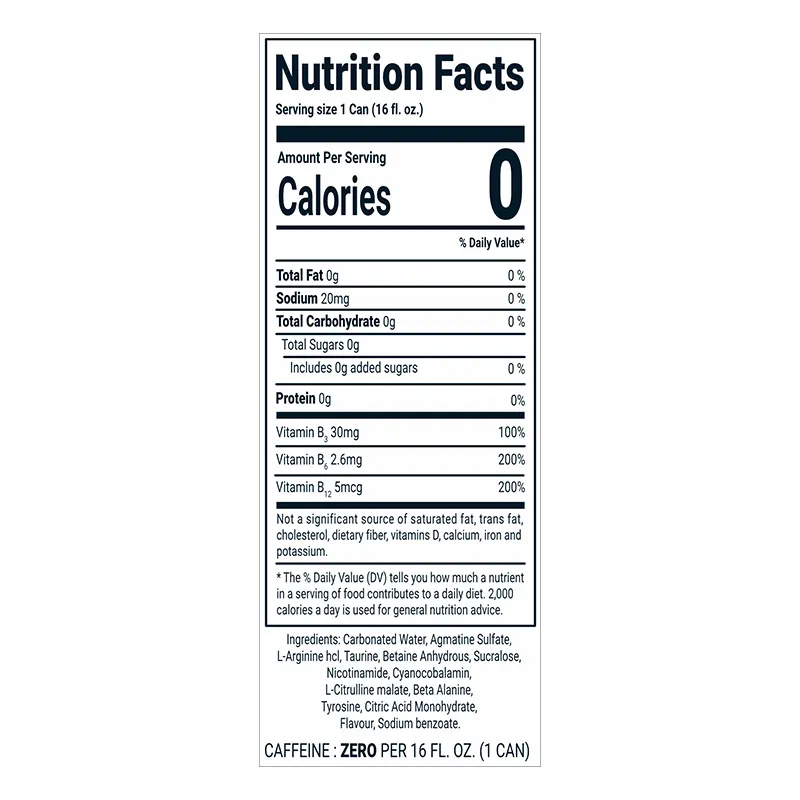 Nutrition Facts
Serving size 1 Can (16 fl. oz.)
Amount Per Serving
Calories 0
% Daily Value*
Total Fat 0g 0 %
Sodium 20mg 0 %
Total Carbohydrate 0g 0 %
Total Sugars 0g
Includes 0g added sugars 0 %
Protein 0g 0%
Vitamin B3 30mg 100%
Vitamin B6 2.6mg 200%
Vitamin B12 5mcg 200%
Not a significant source of saturated fat, trans fat,
cholesterol, dietary fiber, vitamins D, calcium, iron and
potassium.
* The % Daily Value (DV) tells you how much a nutrient
in a serving of food contributes to a daily diet. 2,000
calories a day is used for general nutrition advice.
Ingredients: Carbonated Water, Agmatine Sulfate,
L-Arginine hcl, Taurine, Betaine Anhydrous, Sucralose,
Nicotinamide, Cyanocobalamin,
L-Citrulline malate, Beta Alanine,
Tyrosine, Citric Acid Monohydrate,
Flavour, Sodium benzoate.
CAFFEINE : ZERO PER 16 FL. OZ. (1 CAN)